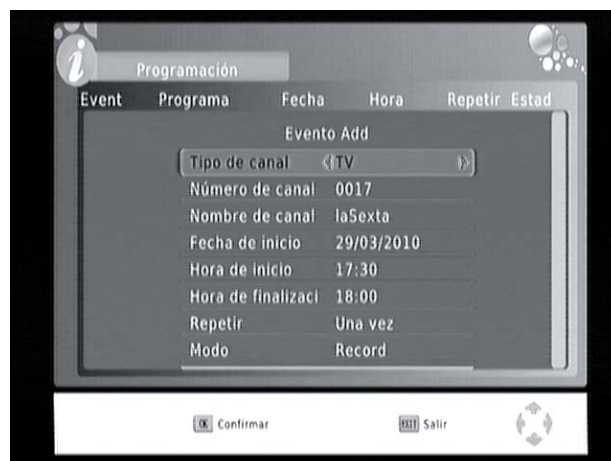 Programación
Event Programa Fecha Hora Repetir Estad
Evento Add
Tipo de canal TV
Número de canal 0017
Nombre de canal laSexta
Fecha de inicio 29/03/2010
Hora de inicio 17:30
Hora de finalizaci 18:00
Repetir Una vez
Modo Record
OK Confirmar EXIT Salir